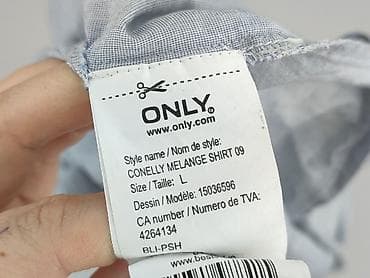 ONLY
www.only.com
Style name / Nom de style:
CONELLY MELANGE SHIRT 09
Size / Taille: L
Dessin / Modèle: 15036596
CA number / Numero de TVA:
4264134
BLI-PSH